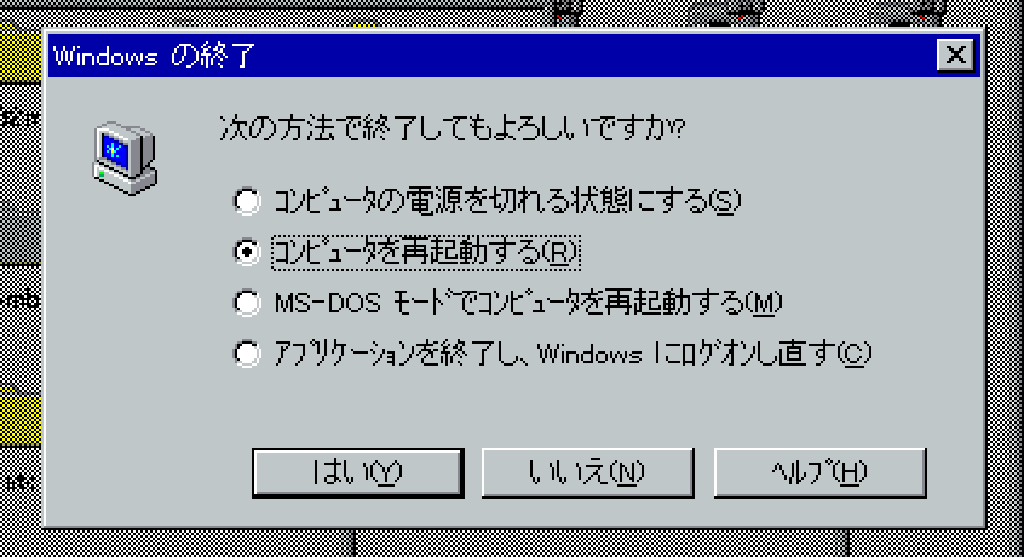 Windows の終了
次の方法で終了してもよろしいですか?
コンピュータの電源を切れる状態にする(S)
コンピュータを再起動する(R)
MS-DOS モードでコンピュータを再起動する(M)
アプリケーションを終了し、Windows にログオンし直す(C)
はい(Y)
いいえ(N)
ヘルプ(H)